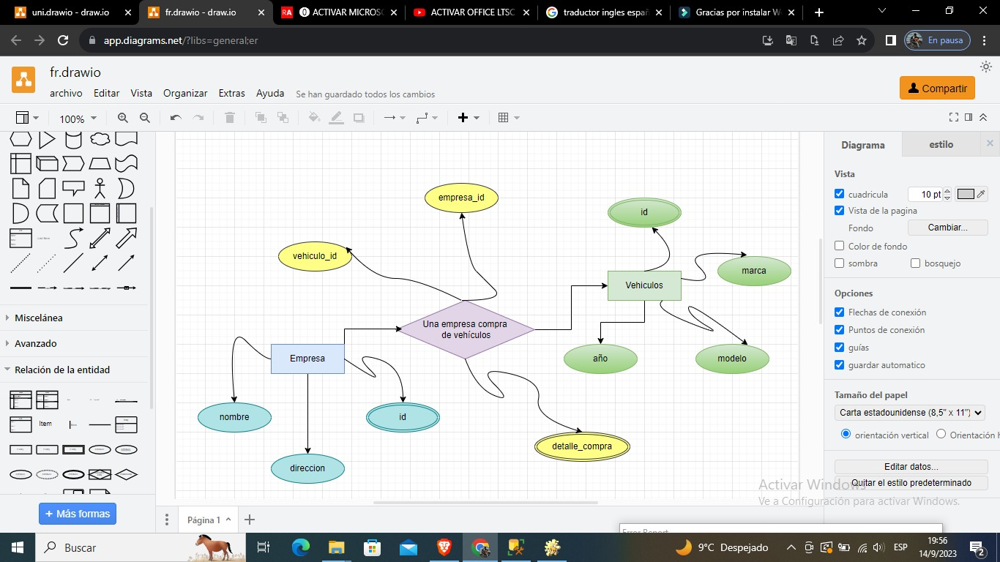 uni.drawio - draw.io
fr.drawio - draw.io
RA
ACTIVAR MICROS
ACTIVAR OFFICE LTSC
traductor ingles españ
Gracias por instalar W
app.diagrams.net/?libs=general;er
En pausa
fr.drawio
archivo Editar Vista Organizar Extras Ayuda Se han guardado todos los cambios
Compartir
100%
Diagrama estilo
Vista
cuadricula 10 pt
Vista de la pagina
Fondo Cambiar...
Color de fondo
sombra bosquejo
Opciones
Flechas de conexión
Puntos de conexión
guías
guardar automatico
Tamaño del papel
Carta estadounidense (8,5" x 11")
orientación vertical Orientación h
Editar datos...
Quitar el estilo predeterminado
Miscelánea
Avanzado
Relación de la entidad
Item
+ Más formas
empresa_id
id
vehiculo_id
marca
Vehiculos
Una empresa compra
de vehículos
Empresa
año
modelo
nombre
id
detalle_compra
direccion
Activar Windows
Ve a Configuración para activar Windows.
Página 1
Error Report
Buscar
9°C Despejado
ESP
19:56
14/9/2023
2